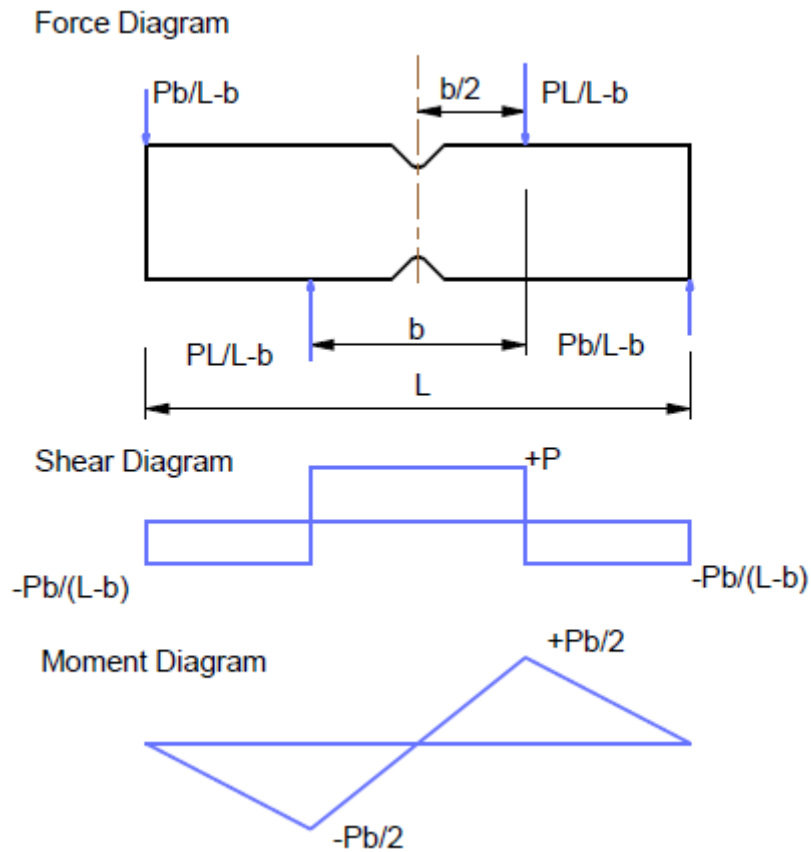 Force Diagram
Pb/L-b
b/2
PL/L-b
PL/L-b
b
Pb/L-b
L
Shear Diagram
+P
-Pb/(L-b)
-Pb/(L-b)
Moment Diagram
+Pb/2
-Pb/2